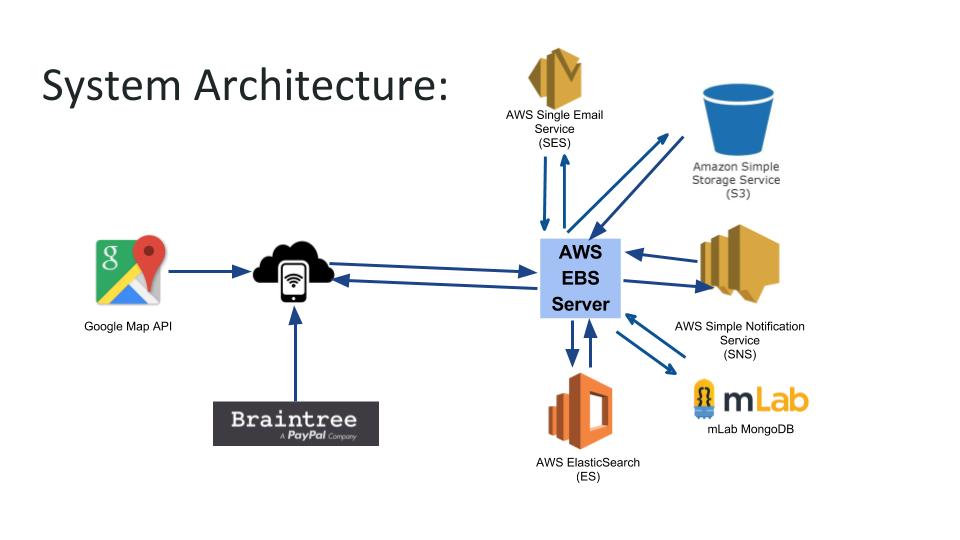 System Architecture:
AWS Single Email
Service
(SES)
Amazon Simple
Storage Service
(S3)
g
Google Map API
AWS
EBS
Server
AWS Simple Notification
Service
(SNS)
Braintree
A PayPal Company
mLab
mLab MongoDB
AWS ElasticSearch
(ES)